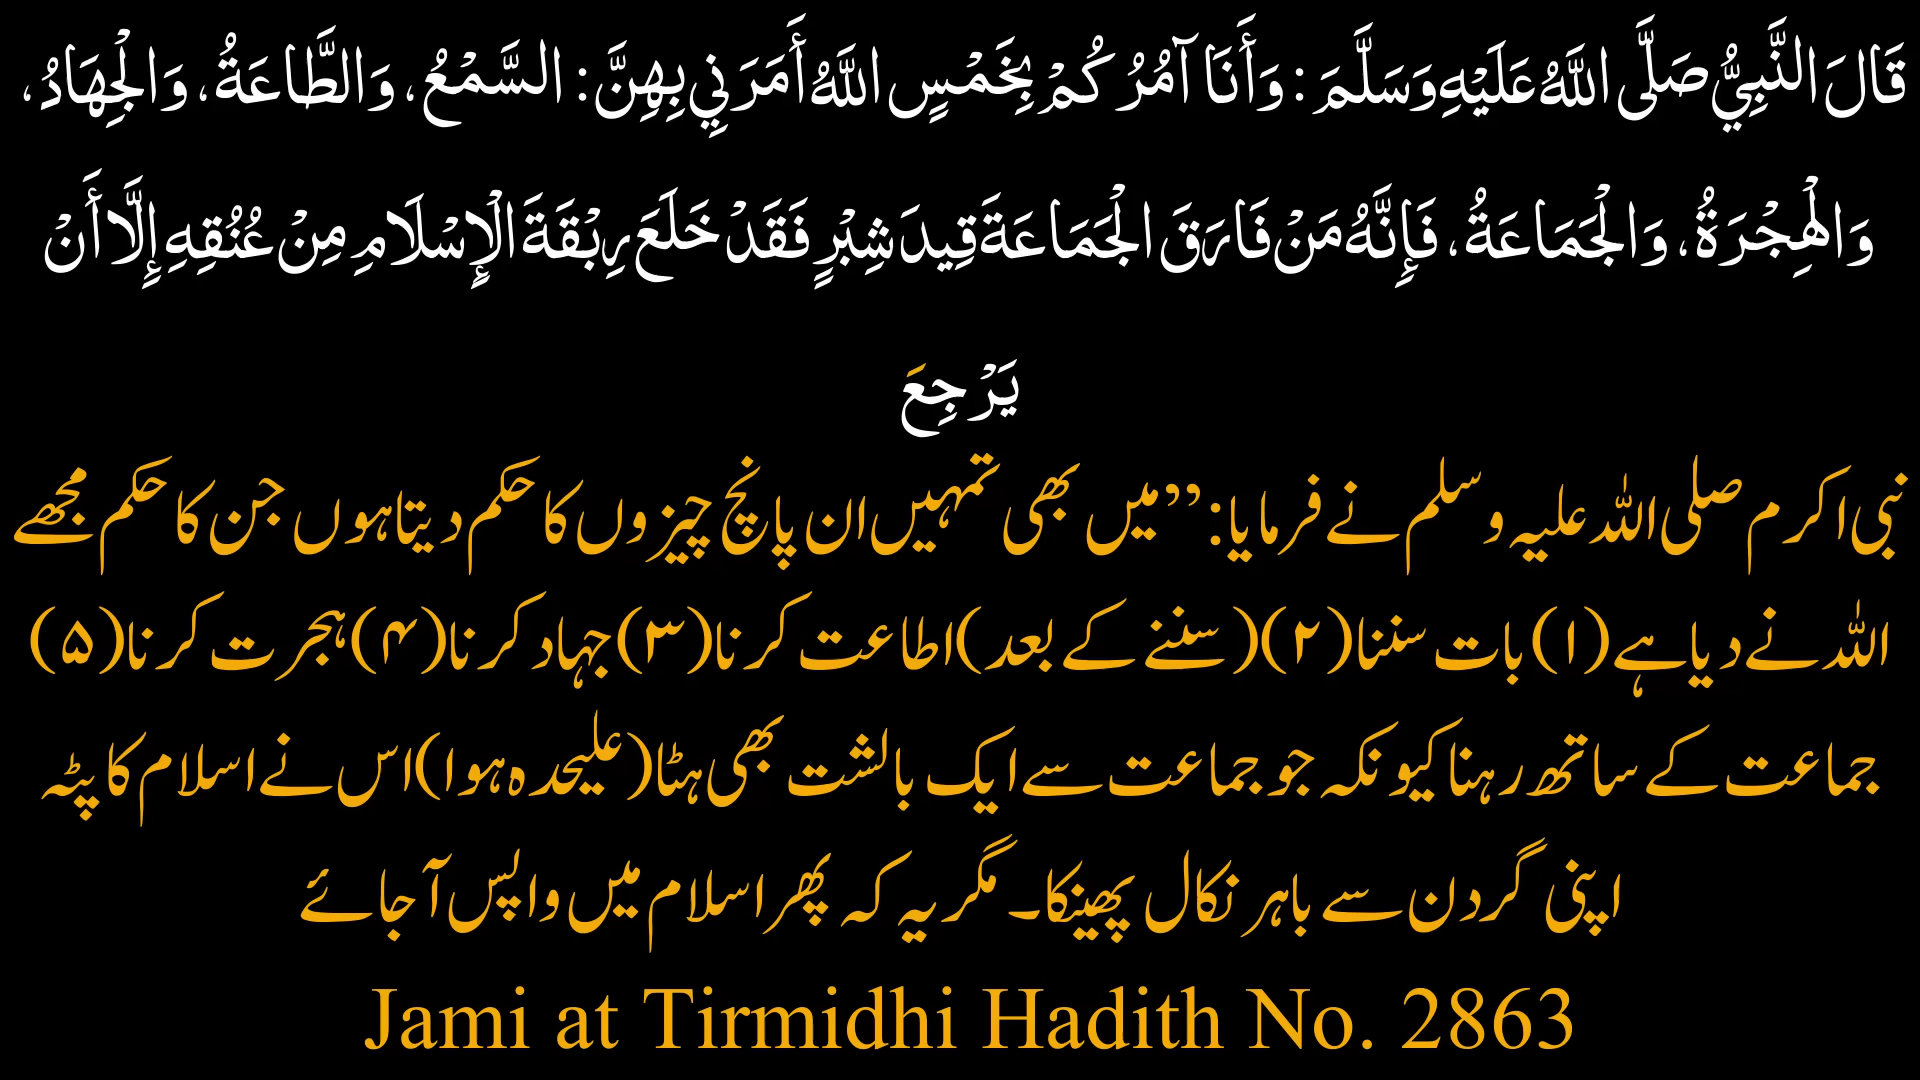 قَالَ النَّبِيُّ صَلَّى اللَّهُ عَلَيْهِ وَسَلَّمَ : وَأَنَا آمُرُ كُمْ بِخَمْسٍ اللَّهُ أَمَرَنِي بِهِنَّ : السَّمْعُ، وَالطَّاعَةُ، وَالْجِهَادُ،
وَالْهِجْرَةُ، وَالْجَمَاعَةُ، فَإِنَّهُ مَنْ فَارَقَ الْجَمَاعَةَ قِيدَ شِبْرٍ فَقَدْ خَلَعَ رِبْقَةَ الْإِسْلَامِ مِنْ عُنُقِهِ إِلَّا أَنْ
يَرْجِعَ
نبی اکرم صلی اللہ علیہ وسلم نے فرمایا: ”میں بھی تمہیں ان پانچ چیزوں کا حکم دیتا ہوں جن کا حکم مجھے
اللہ نے دیا ہے (۱) بات سننا (۲) (سننے کے بعد) اطاعت کرنا (۳) جہاد کرنا (۴) ہجرت کرنا (۵)
جماعت کے ساتھ رہنا کیونکہ جو جماعت سے ایک بالشت بھی ہٹا (علیحدہ ہوا) اس نے اسلام کا پٹہ
اپنی گردن سے باہر نکال پھینکا۔ مگر یہ کہ پھر اسلام میں واپس آ جائے
Jami at Tirmidhi Hadith No. 2863